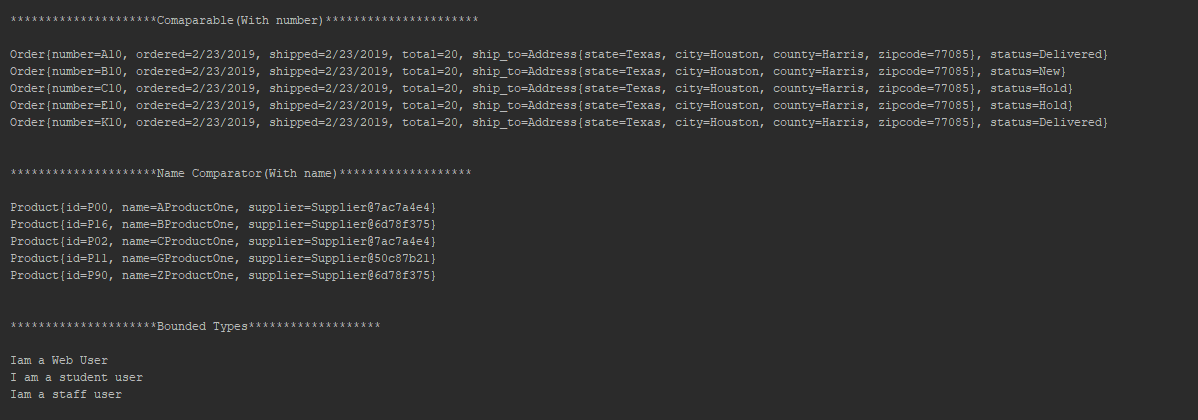 *********************Comaparable(With number)**********************
Order{number=A10, ordered=2/23/2019, shipped=2/23/2019, total=20, ship_to=Address{state=Texas, city=Houston, county=Harris, zipcode=77085}, status=Delivered}
Order{number=B10, ordered=2/23/2019, shipped=2/23/2019, total=20, ship_to=Address{state=Texas, city=Houston, county=Harris, zipcode=77085}, status=New}
Order{number=C10, ordered=2/23/2019, shipped=2/23/2019, total=20, ship_to=Address{state=Texas, city=Houston, county=Harris, zipcode=77085}, status=Hold}
Order{number=E10, ordered=2/23/2019, shipped=2/23/2019, total=20, ship_to=Address{state=Texas, city=Houston, county=Harris, zipcode=77085}, status=Hold}
Order{number=K10, ordered=2/23/2019, shipped=2/23/2019, total=20, ship_to=Address{state=Texas, city=Houston, county=Harris, zipcode=77085}, status=Delivered}
*********************Name Comparator(With name)*******************
Product{id=P00, name=AProductOne, supplier=Supplier@7ac7a4e4}
Product{id=P16, name=BProductOne, supplier=Supplier@6d78f375}
Product{id=P02, name=CProductOne, supplier=Supplier@7ac7a4e4}
Product{id=P11, name=GProductOne, supplier=Supplier@50c87b21}
Product{id=P90, name=ZProductOne, supplier=Supplier@6d78f375}
*********************Bounded Types*******************
Iam a Web User
I am a student user
Iam a staff user